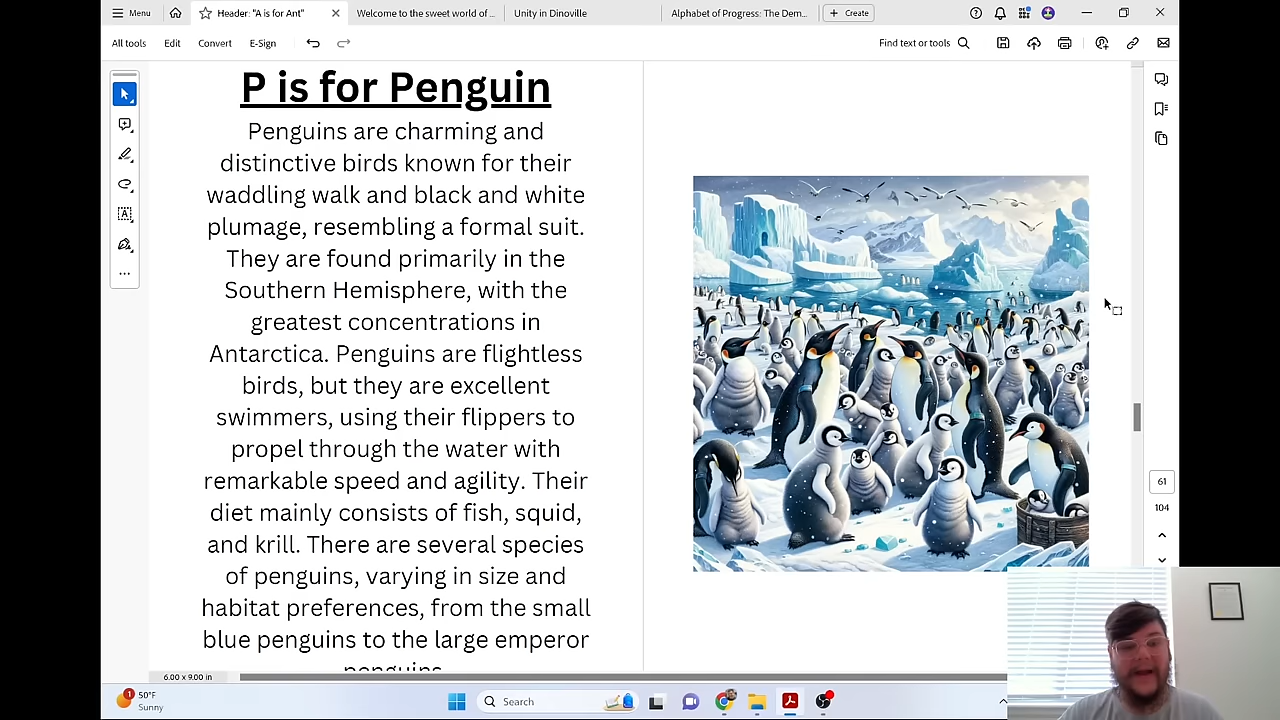 Menu
Header: "A is for Ant"
Welcome to the sweet world of ...
Unity in Dinoville
Alphabet of Progress: The Dem...
+ Create
All tools
Edit
Convert
E-Sign
Find text or tools
P is for Penguin
Penguins are charming and
distinctive birds known for their
waddling walk and black and white
plumage, resembling a formal suit.
They are found primarily in the
Southern Hemisphere, with the
greatest concentrations in
Antarctica. Penguins are flightless
birds, but they are excellent
swimmers, using their flippers to
propel through the water with
remarkable speed and agility. Their
diet mainly consists of fish, squid,
and krill. There are several species
of penguins, varying in size and
habitat preferences, from the small
blue penguins to the large emperor
61
104
6.00 x 9.00 in
1
50°F
Sunny
Search